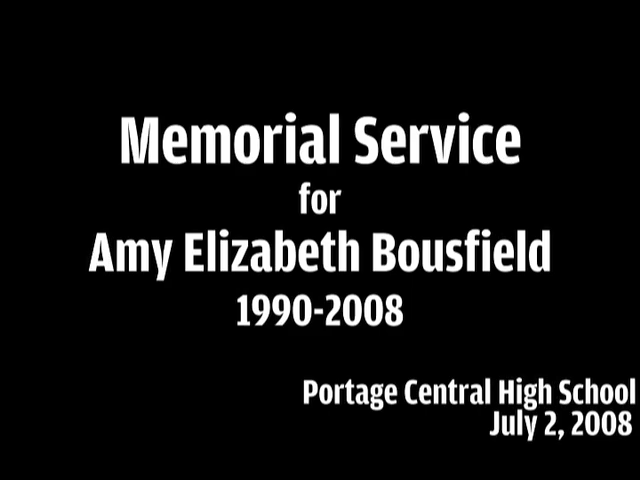 Memorial Service
for
Amy Elizabeth Bousfield
1990-2008
Portage Central High School
July 2, 2008